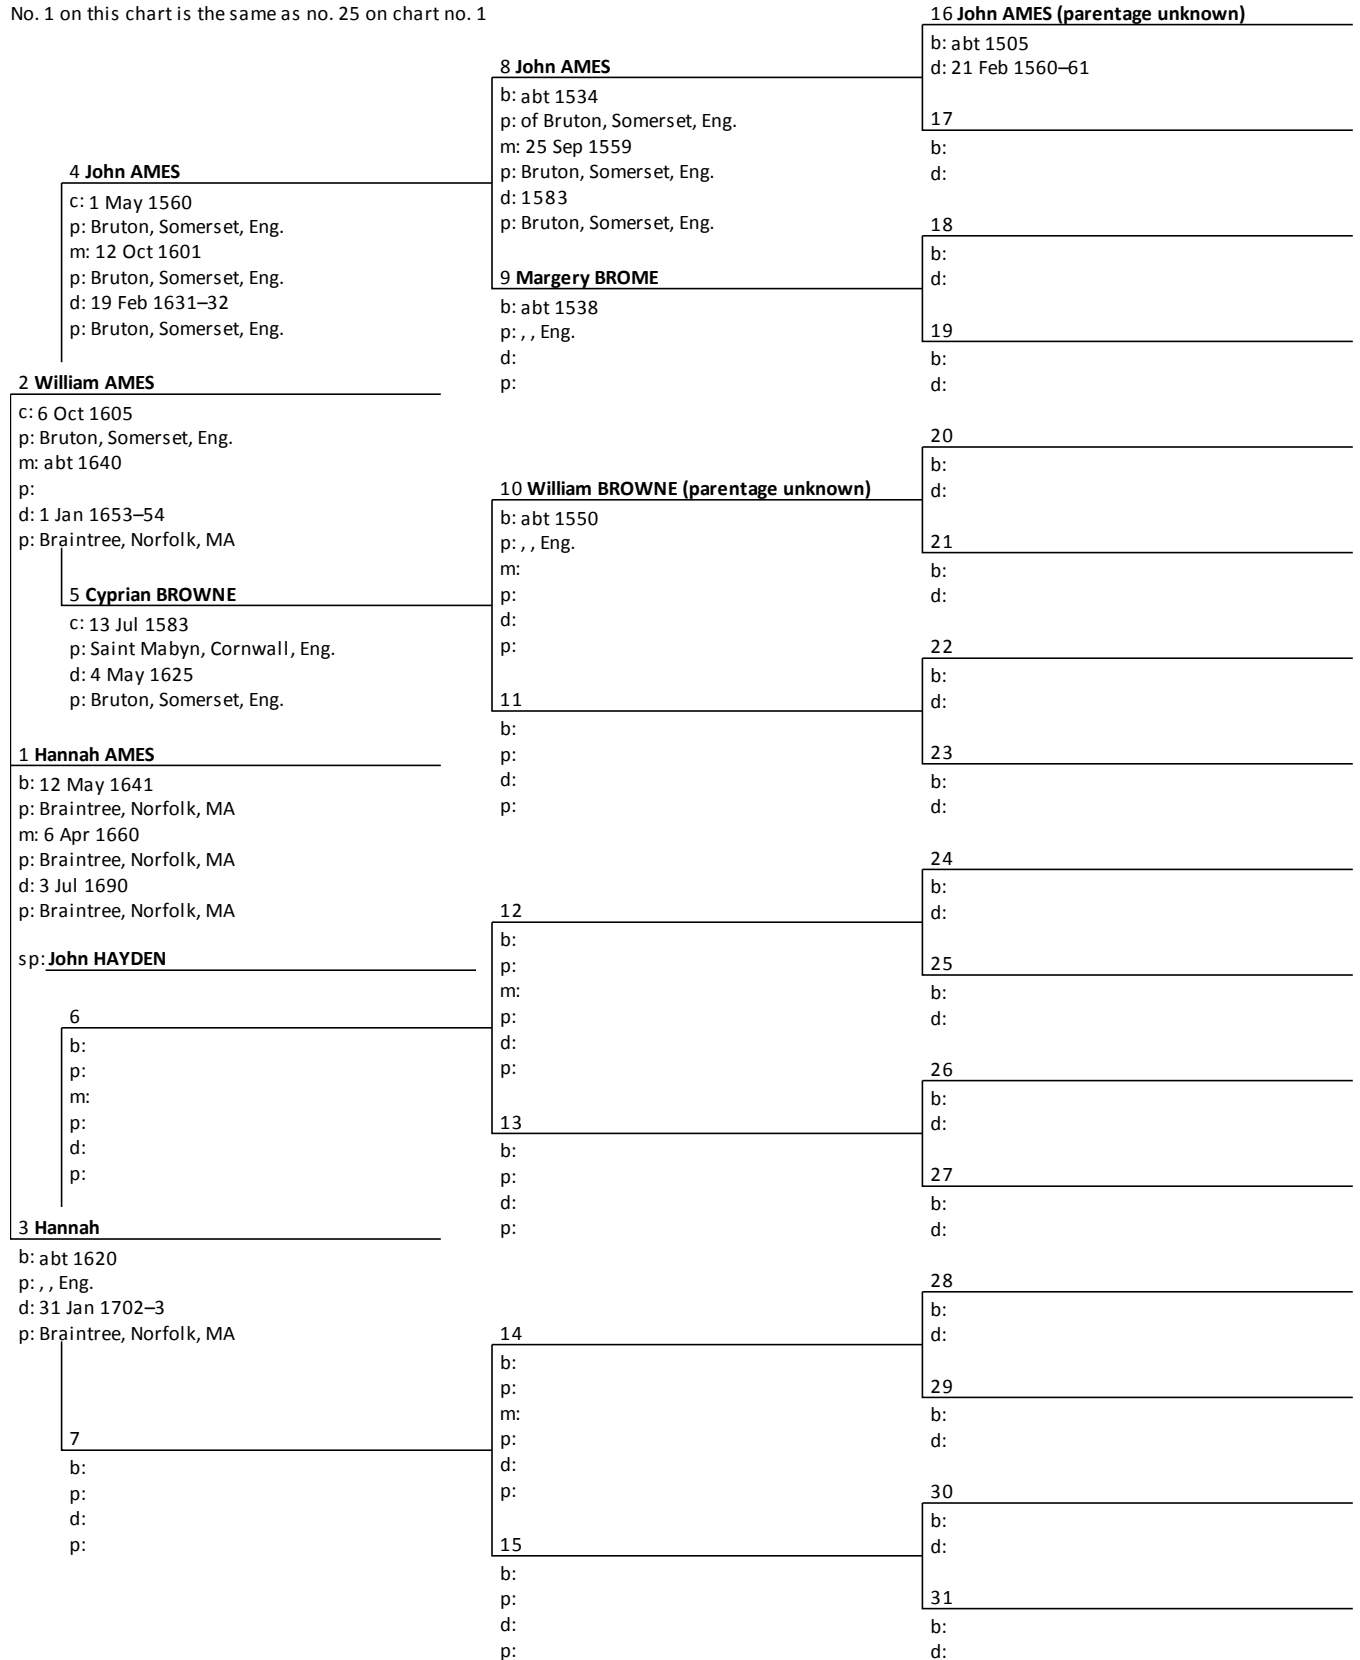 No. 1 on this chart is the same as no. 25 on chart no. 1
4 John AMES
c: 1 May 1560
p: Bruton, Somerset, Eng.
m: 12 Oct 1601
p: Bruton, Somerset, Eng.
d: 19 Feb 1631–32
p: Bruton, Somerset, Eng.
2 William AMES
c: 6 Oct 1605
p: Bruton, Somerset, Eng.
m: abt 1640
p:
d: 1 Jan 1653–54
p: Braintree, Norfolk, MA
5 Cyprian BROWNE
c: 13 Jul 1583
p: Saint Mabyn, Cornwall, Eng.
d: 4 May 1625
p: Bruton, Somerset, Eng.
1 Hannah AMES
b: 12 May 1641
p: Braintree, Norfolk, MA
m: 6 Apr 1660
p: Braintree, Norfolk, MA
d: 3 Jul 1690
p: Braintree, Norfolk, MA
sp: John HAYDEN
6
b:
p:
m:
p:
d:
p:
3 Hannah
b: abt 1620
p: , , Eng.
d: 31 Jan 1702–3
p: Braintree, Norfolk, MA
7
b:
p:
d:
p:
8 John AMES
b: abt 1534
p: of Bruton, Somerset, Eng.
m: 25 Sep 1559
p: Bruton, Somerset, Eng.
d: 1583
p: Bruton, Somerset, Eng.
9 Margery BROME
b: abt 1538
p: , , Eng.
d:
p:
10 William BROWNE (parentage unknown)
b: abt 1550
p: , , Eng.
m:
p:
d:
p:
11
b:
p:
d:
p:
12
b:
p:
m:
p:
d:
p:
13
b:
p:
d:
p:
14
b:
p:
m:
p:
d:
p:
15
b:
p:
d:
p:
16 John AMES (parentage unknown)
b: abt 1505
d: 21 Feb 1560–61
17
b:
d:
18
b:
d:
19
b:
d:
20
b:
d:
21
b:
d:
22
b:
d:
23
b:
d:
24
b:
d:
25
b:
d:
26
b:
d:
27
b:
d:
28
b:
d:
29
b:
d:
30
b:
d:
31
b:
d: